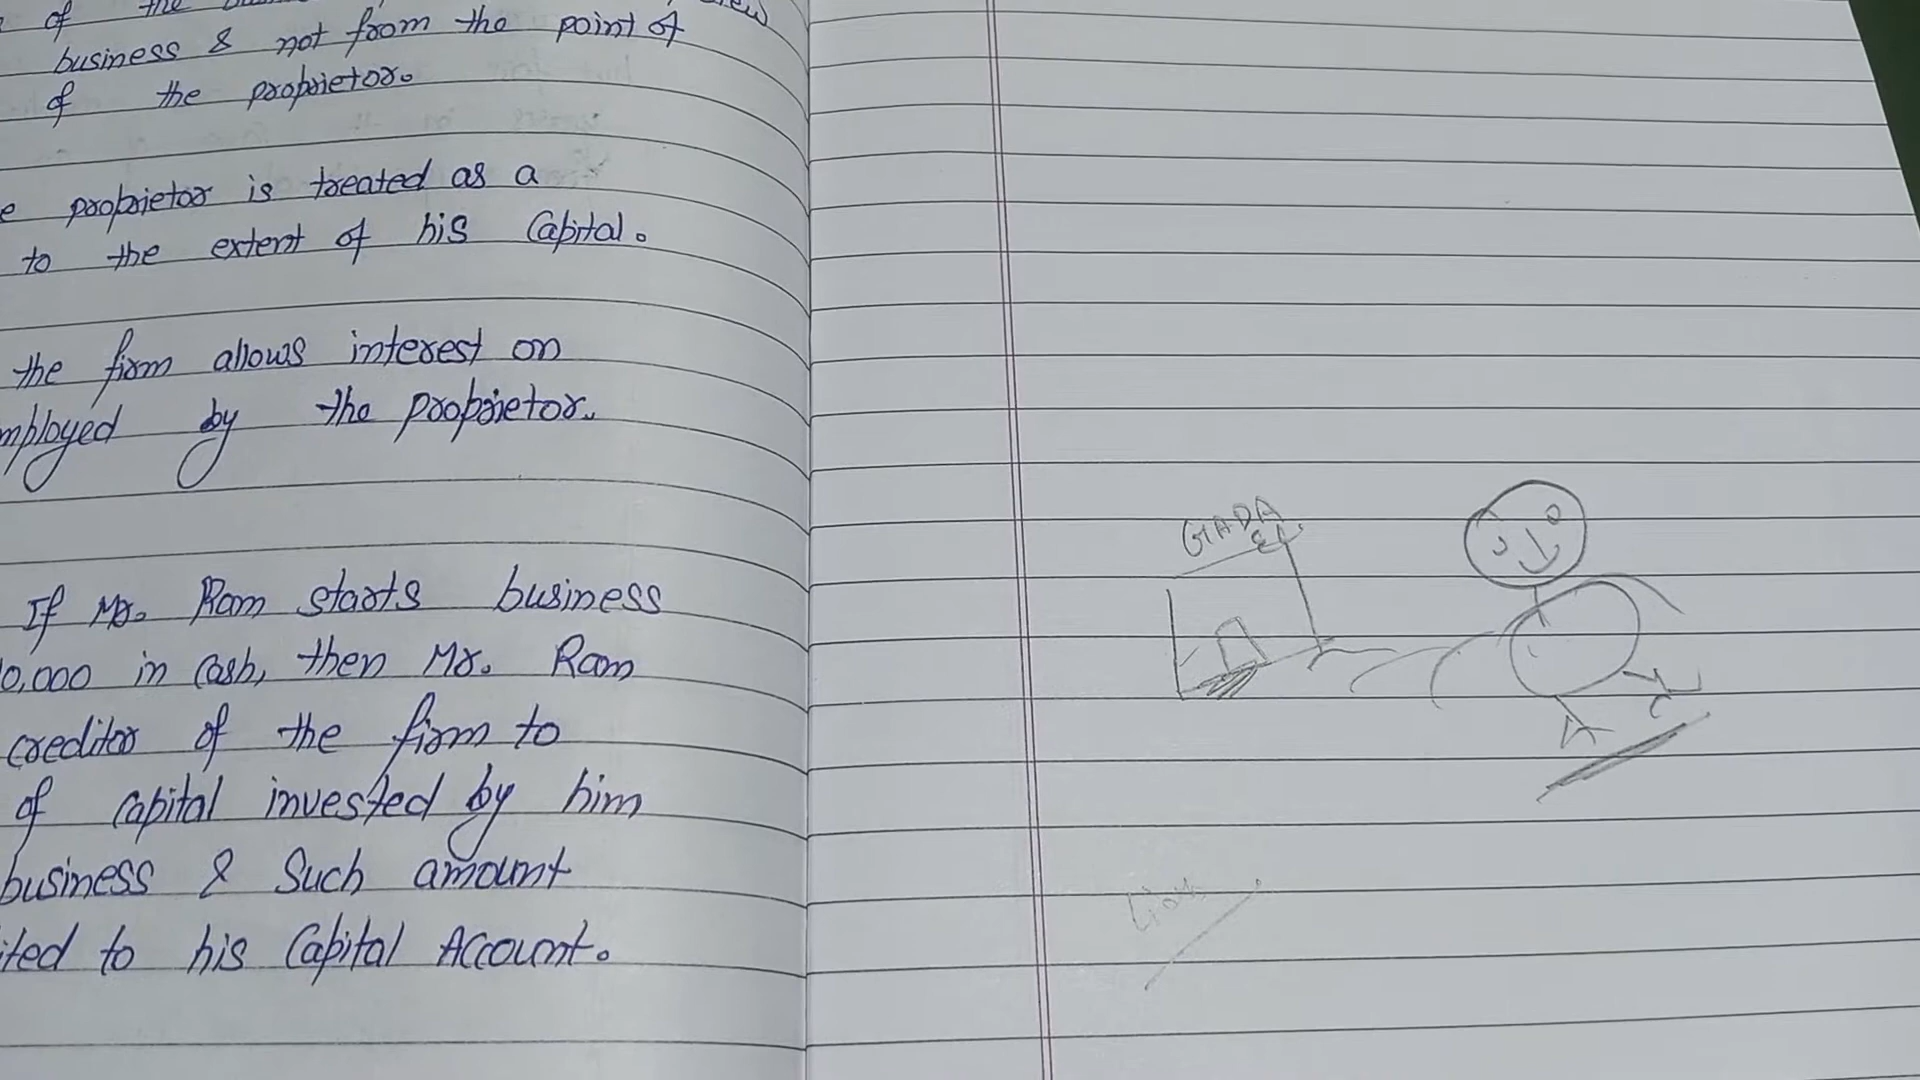 of the
business & not from the point of
of the proprietor.
proprietor is treated as a
to the extent of his Capital.
the firm allows interest on
mployed by the proprietor.
If Mr. Ram starts business
0,000 in Cash, then Mr. Ram
creditor of the firm to
of Capital invested by him
business & Such amount
ited to his Capital Account.
GADA
El.